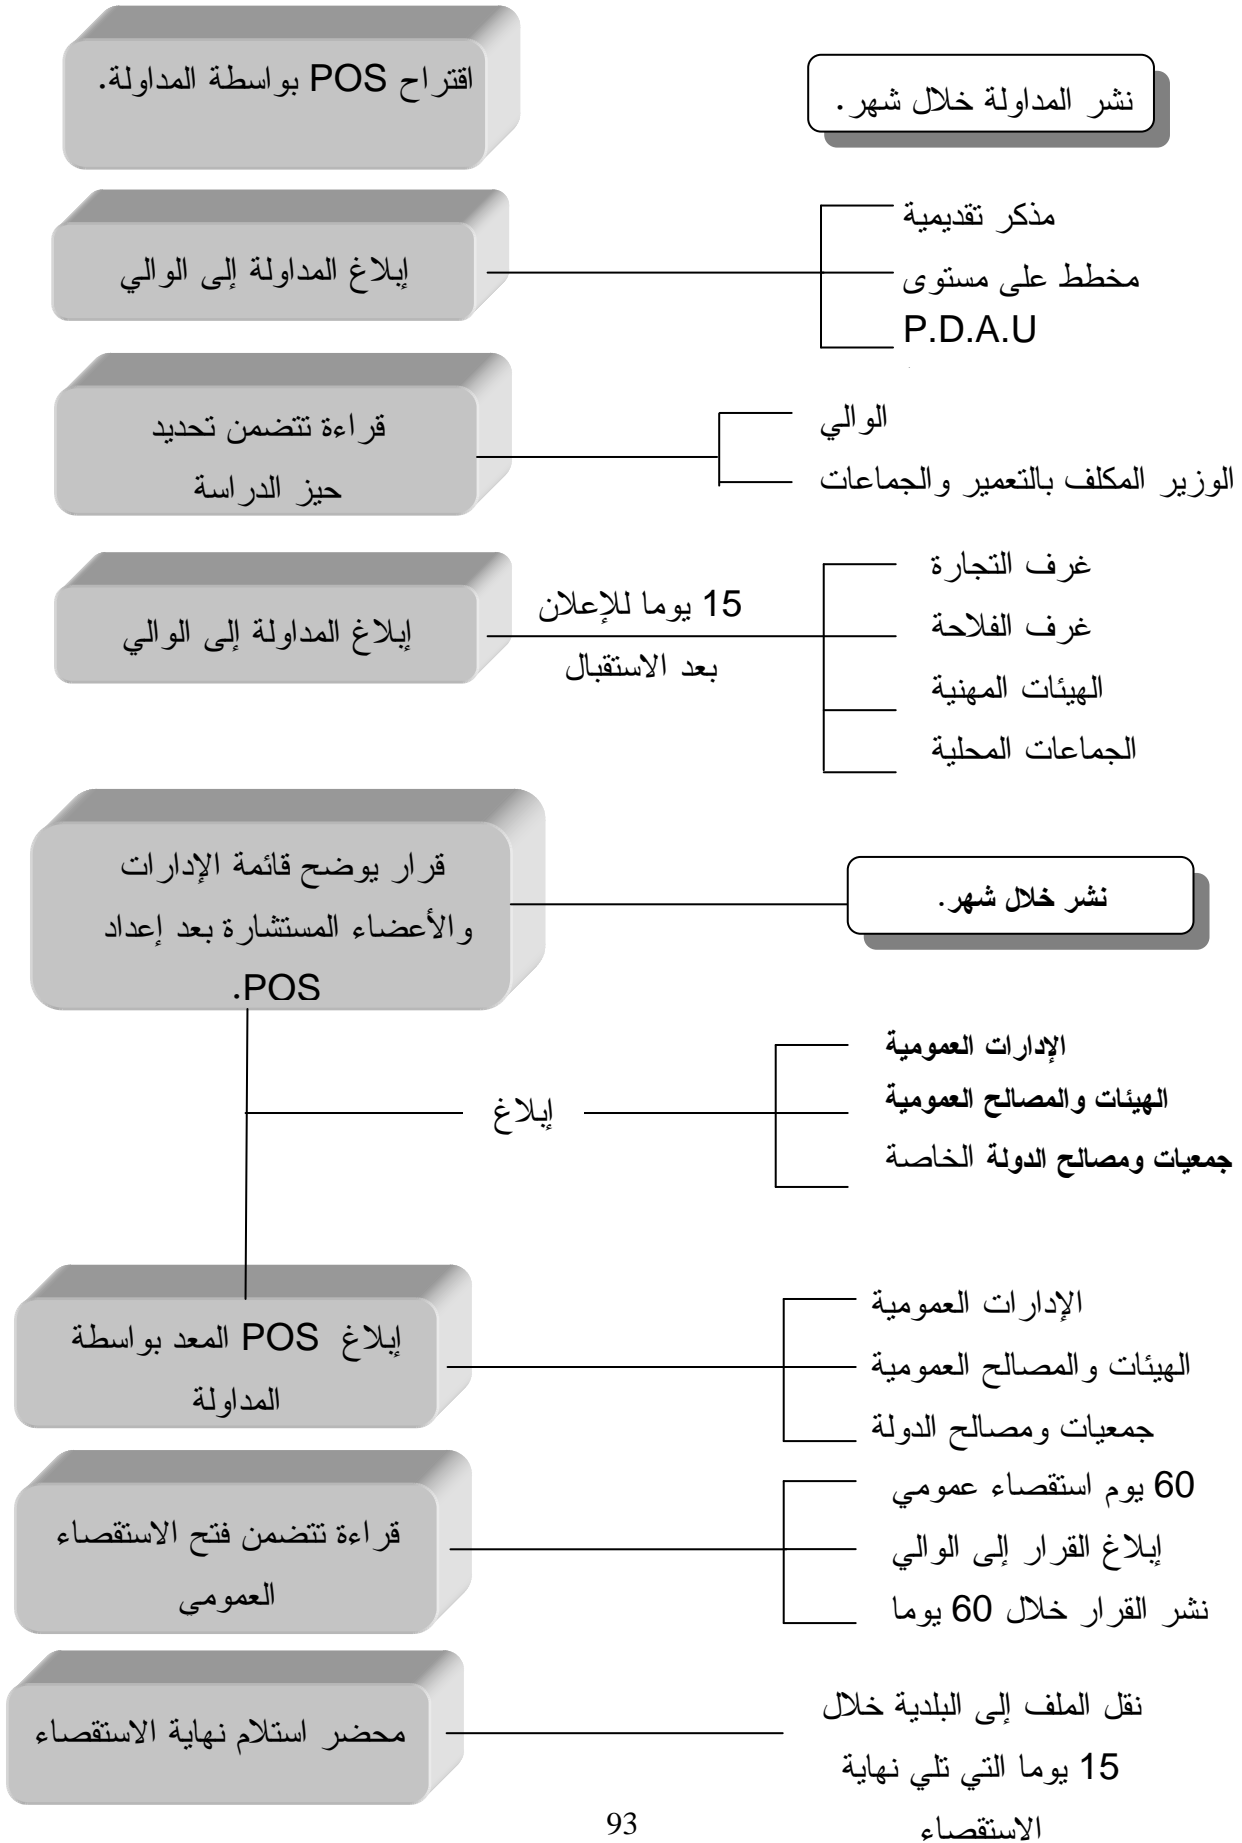 اقتراح POS بواسطة المداولة.
نشر المداولة خلال شهر.
إبلاغ المداولة إلى الوالي
مذكر تقديمية
مخطط على مستوى
P.D.A.U
قراءة تتضمن تحديد
حيز الدراسة
الوالي
الوزير المكلف بالتعمير والجماعات
إبلاغ المداولة إلى الوالي
15 يوما للإعلان
بعد الاستقبال
غرف التجارة
غرف الفلاحة
الهيئات المهنية
الجماعات المحلية
قرار يوضح قائمة الإدارات
والأعضاء المستشارة بعد إعداد
POS.
نشر خلال شهر.
إبلاغ
الإدارات العمومية
الهيئات والمصالح العمومية
جمعيات ومصالح الدولة الخاصة
إبلاغ POS المعد بواسطة
المداولة
الإدارات العمومية
الهيئات والمصالح العمومية
جمعيات ومصالح الدولة
قراءة تتضمن فتح الاستقصاء
العمومي
60 يوم استقصاء عمومي
إبلاغ القرار إلى الوالي
نشر القرار خلال 60 يوما
محضر استلام نهاية الاستقصاء
نقل الملف إلى البلدية خلال
15 يوما التي تلي نهاية
الاستقصاء
93